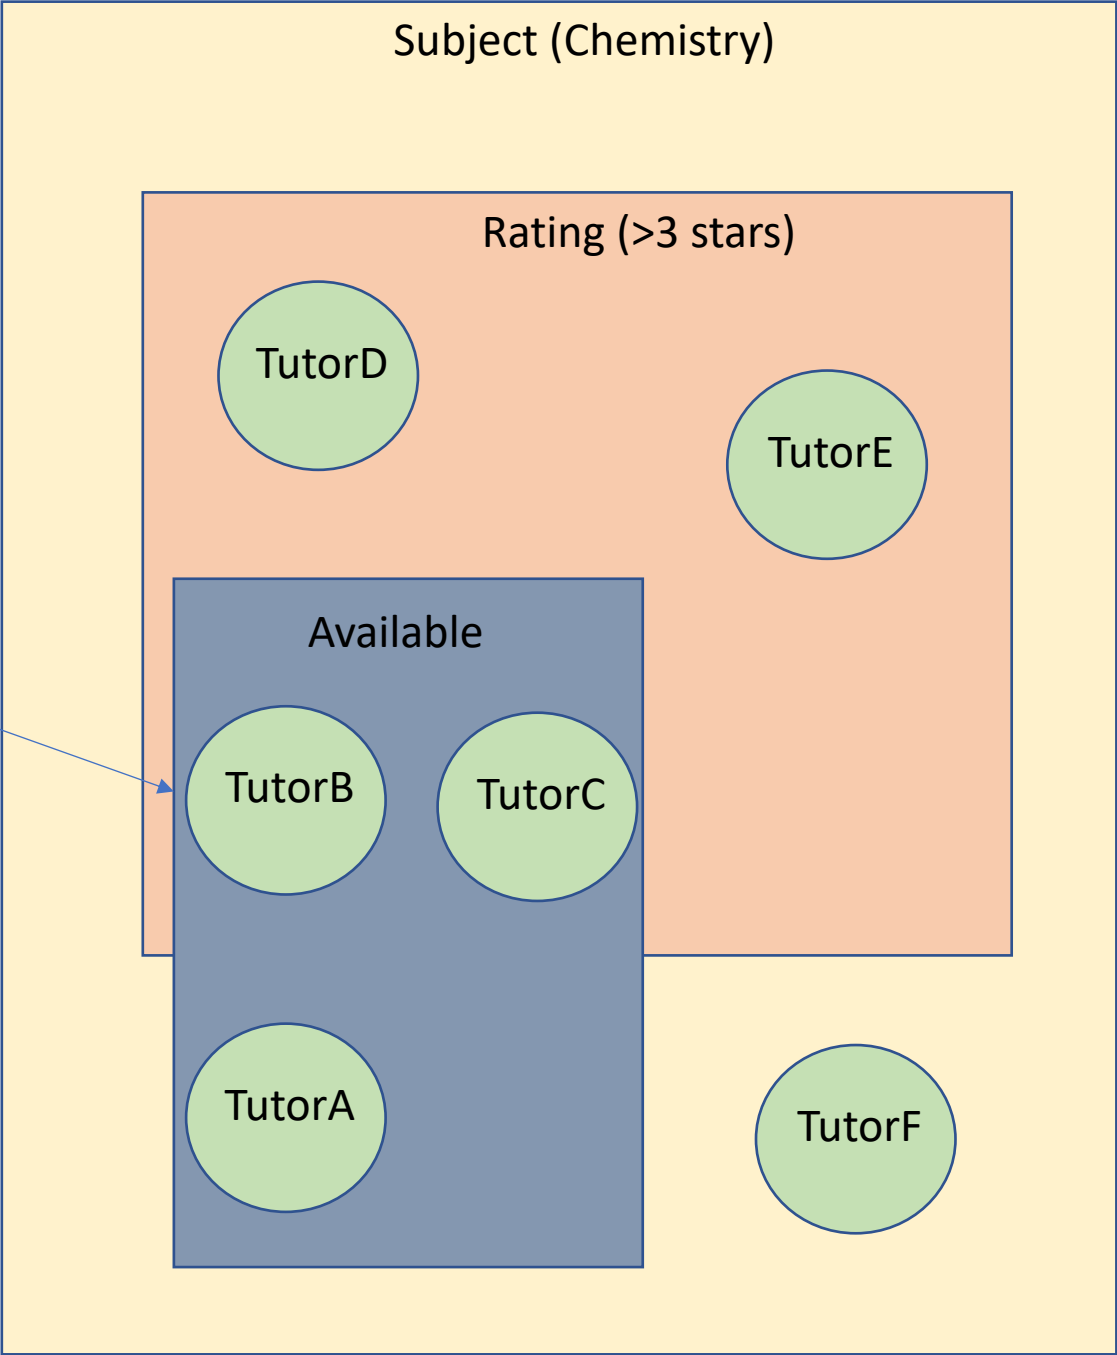 Subject (Chemistry)
Rating (>3 stars)
TutorD
TutorE
Available
TutorB
TutorC
TutorA
TutorF